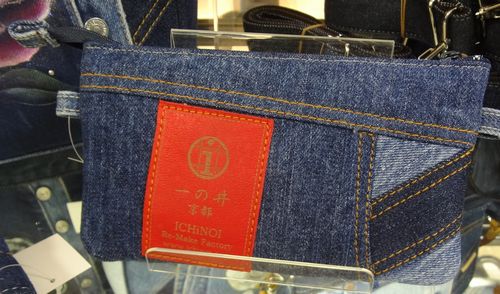 i
一の井
京都
ICHiNOI
Re-Make Factory